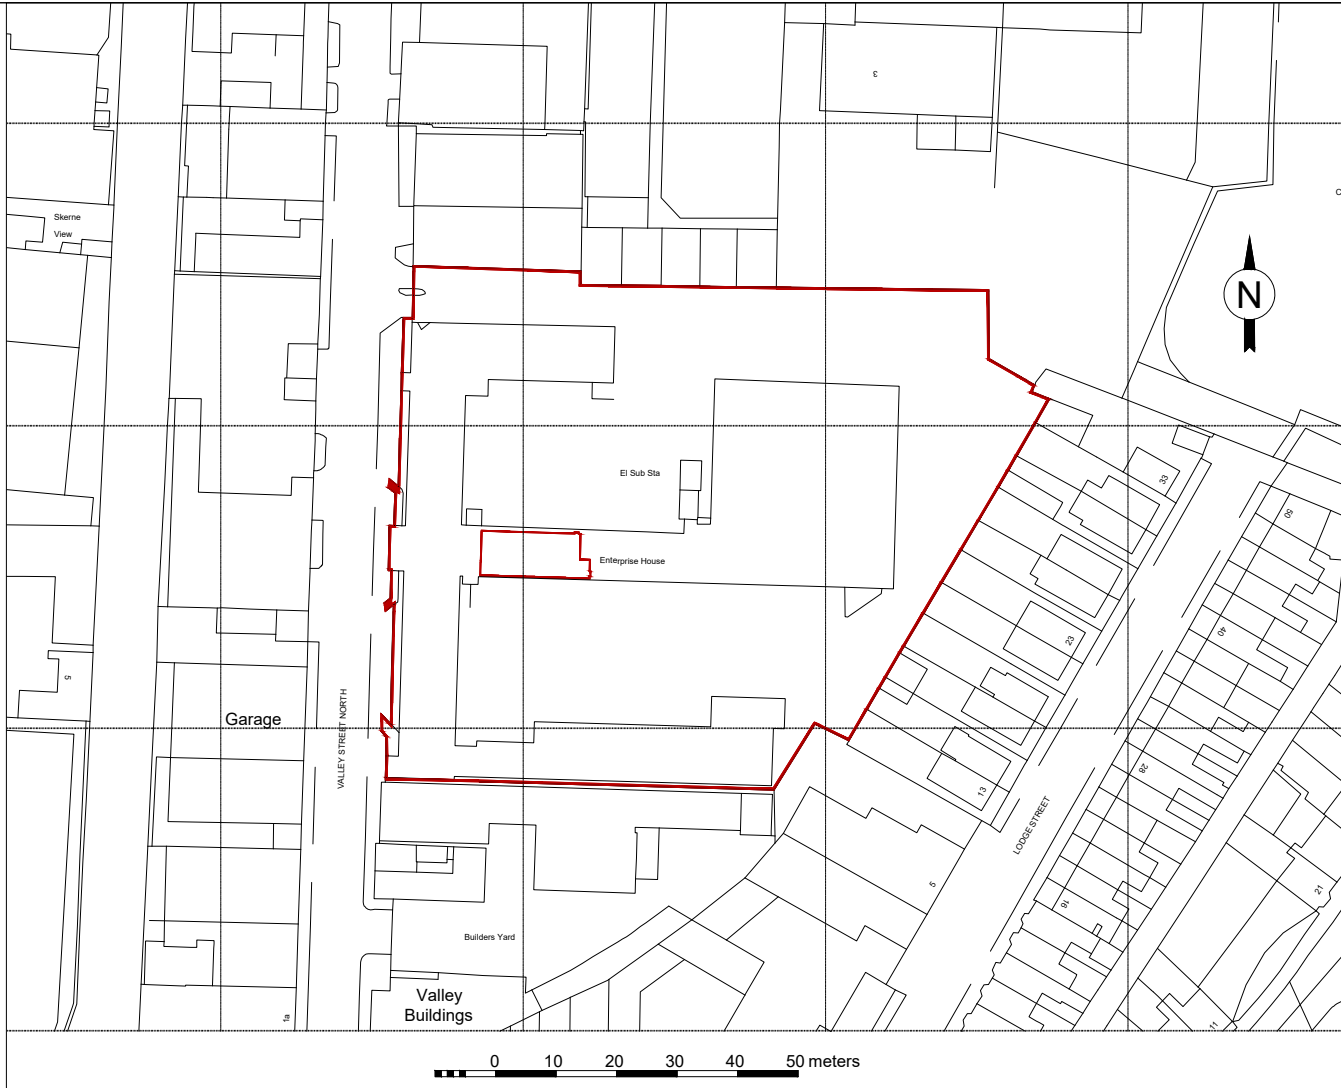 3
C
Skerne
View
N
El Sub Sta
33
50
Enterprise House
40
23
5
Garage
VALLEY STREET NORTH
28
13
LODGE STREET
5
21
16
Builders Yard
Valley
Buildings
1a
11
0 10 20 30 40 50 meters